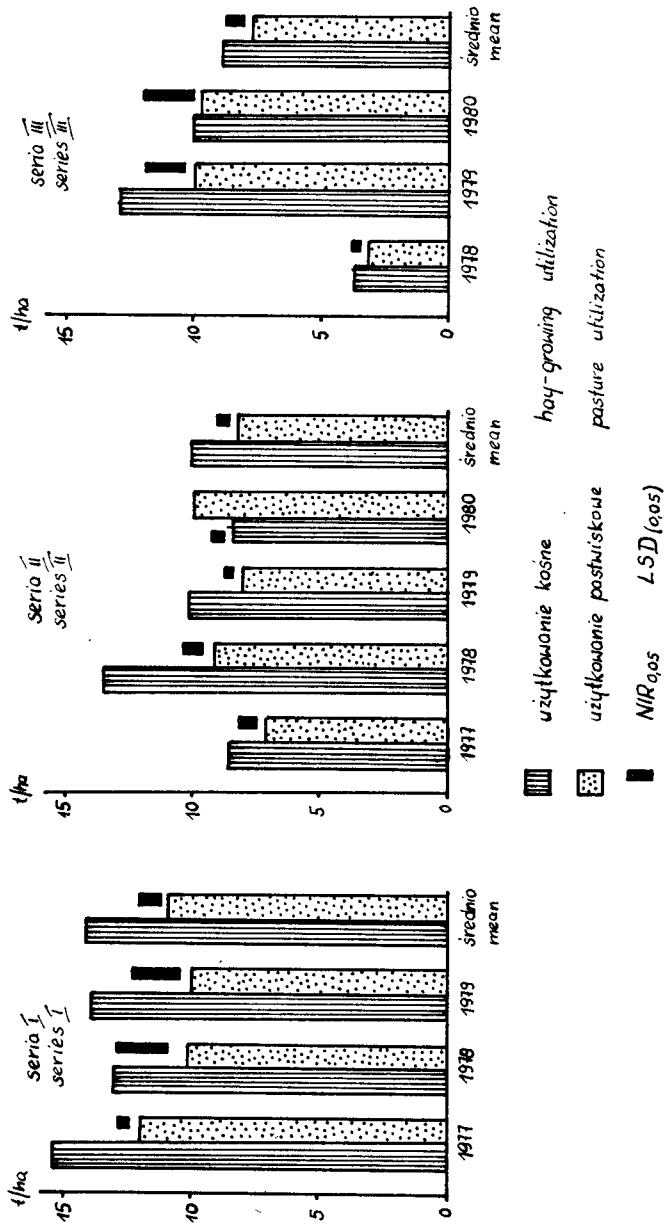 seria I
series I
t/ha
15
10
5
0
1977
1978
1979
średnio
mean
seria II
series II
t/ha
15
10
5
0
1977
1978
1979
1980
średnio
mean
seria III
series III
t/ha
15
10
5
0
1978
1979
1980
średnio
mean
użytkowanie kośne hay-growing utilization
użytkowanie pastwiskowe pasture utilization
NIR0,05 LSD(0,05)